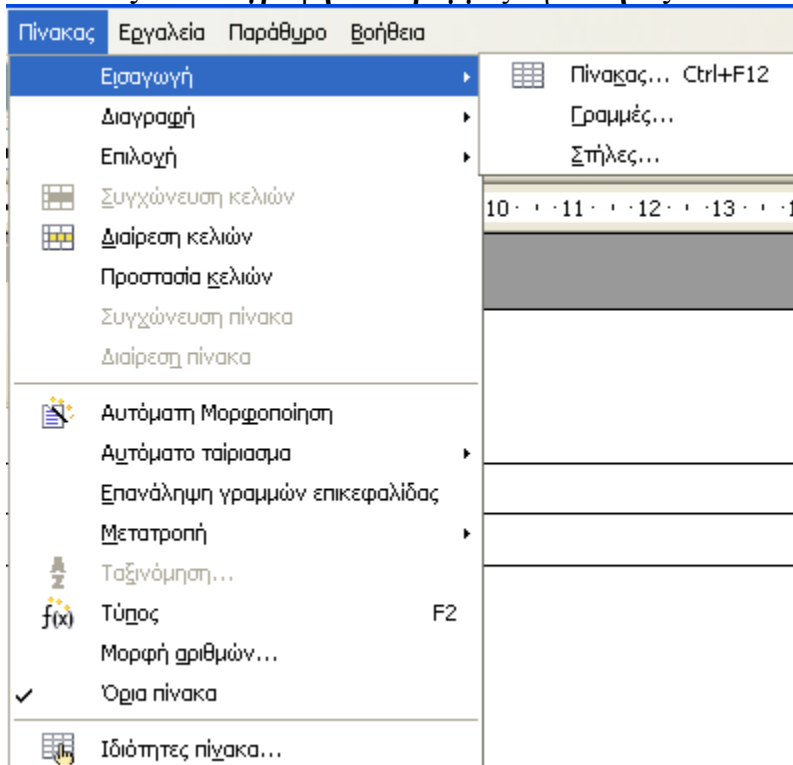 Πίνακας Εργαλεία Παράθυρο Βοήθεια
Εισαγωγή
Πίνακας... Ctrl+F12
Διαγραφή
Γραμμές...
Επιλογή
Στήλες...
Συγχώνευση κελιών
10 11 12 13
Διαίρεση κελιών
Προστασία κελιών
Συγχώνευση πίνακα
Διαίρεση πίνακα
Αυτόματη Μορφοποίηση
Αυτόματο ταίριασμα
Επανάληψη γραμμών επικεφαλίδας
Μετατροπή
Ταξινόμηση...
f(x) Τύπος F2
Μορφή αριθμών...
Όρια πίνακα
Ιδιότητες πίνακα...